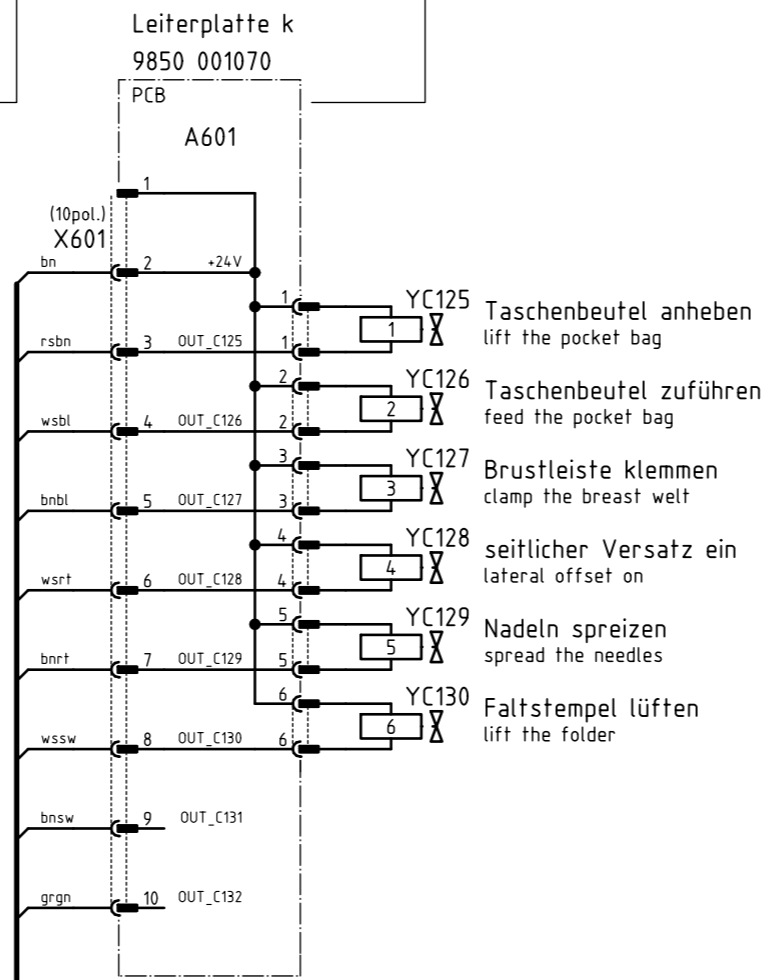 Leiterplatte k
9850 001070
PCB
A601
1
(10pol.)
X601
bn 2 +24V
1 YC125 Taschenbeutel anheben
1 lift the pocket bag
rsbn 3 OUT_C125 1
2 YC126 Taschenbeutel zuführen
2 feed the pocket bag
wsbl 4 OUT_C126 2
3 YC127 Brustleiste klemmen
3 clamp the breast welt
bnbl 5 OUT_C127 3
4 YC128 seitlicher Versatz ein
4 lateral offset on
wsrt 6 OUT_C128 4
5 YC129 Nadeln spreizen
5 spread the needles
bnrt 7 OUT_C129 5
6 YC130 Faltstempel lüften
6 lift the folder
wssw 8 OUT_C130 6
bnsw 9 OUT_C131
grgn 10 OUT_C132